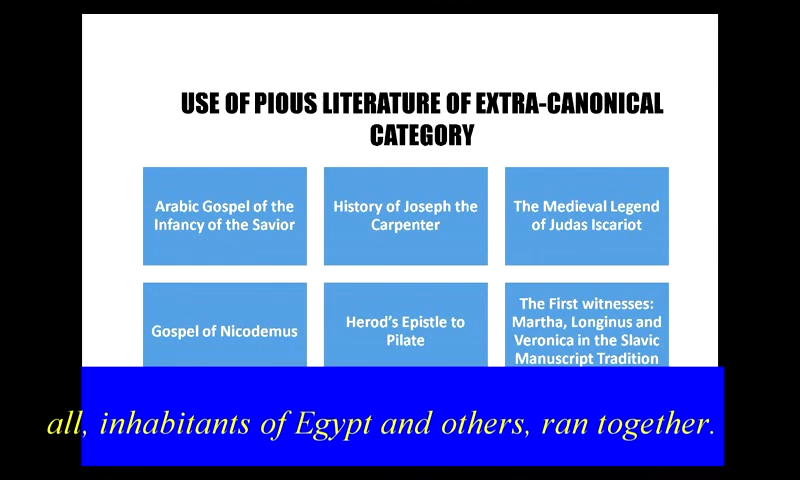 USE OF PIOUS LITERATURE OF EXTRA-CANONICAL
CATEGORY
Arabic Gospel of the
Infancy of the Savior
History of Joseph the
Carpenter
The Medieval Legend
of Judas Iscariot
Gospel of Nicodemus
Herod's Epistle to
Pilate
The First witnesses:
Martha, Longinus and
Veronica in the Slavic
Manuscript Tradition
all, inhabitants of Egypt and others, ran together.